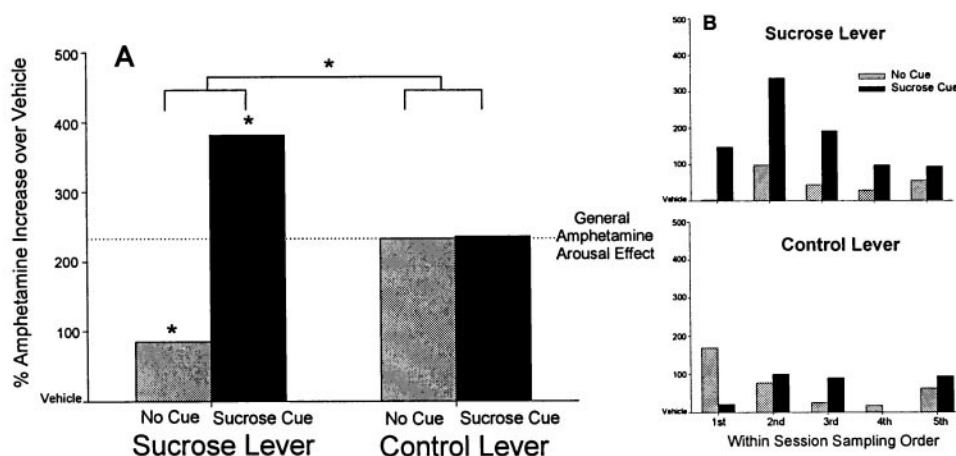 A
% Amphetamine Increase over Vehicle
500
400
300
200
100
Vehicle
*
*
*
General
Amphetamine
Arousal Effect
No Cue Sucrose Cue No Cue Sucrose Cue
Sucrose Lever Control Lever
B
Sucrose Lever
No Cue
Sucrose Cue
500
400
300
200
100
Vehicle
Control Lever
500
400
300
200
100
Vehicle
1st 2nd 3rd 4th 5th
Within Session Sampling Order